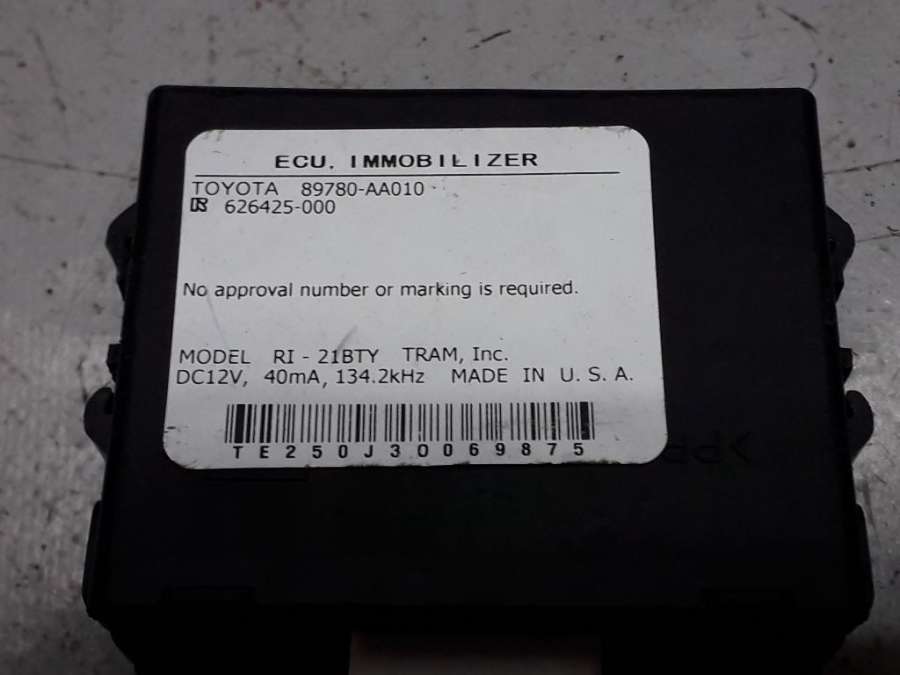 ECU. IMMOBILIZER
TOYOTA 89780-AA010
R 626425-000
No approval number or marking is required.
MODEL RI - 21BTY TRAM, Inc.
DC12V, 40mA, 134.2kHz MADE IN U. S. A.
TE250J30069875